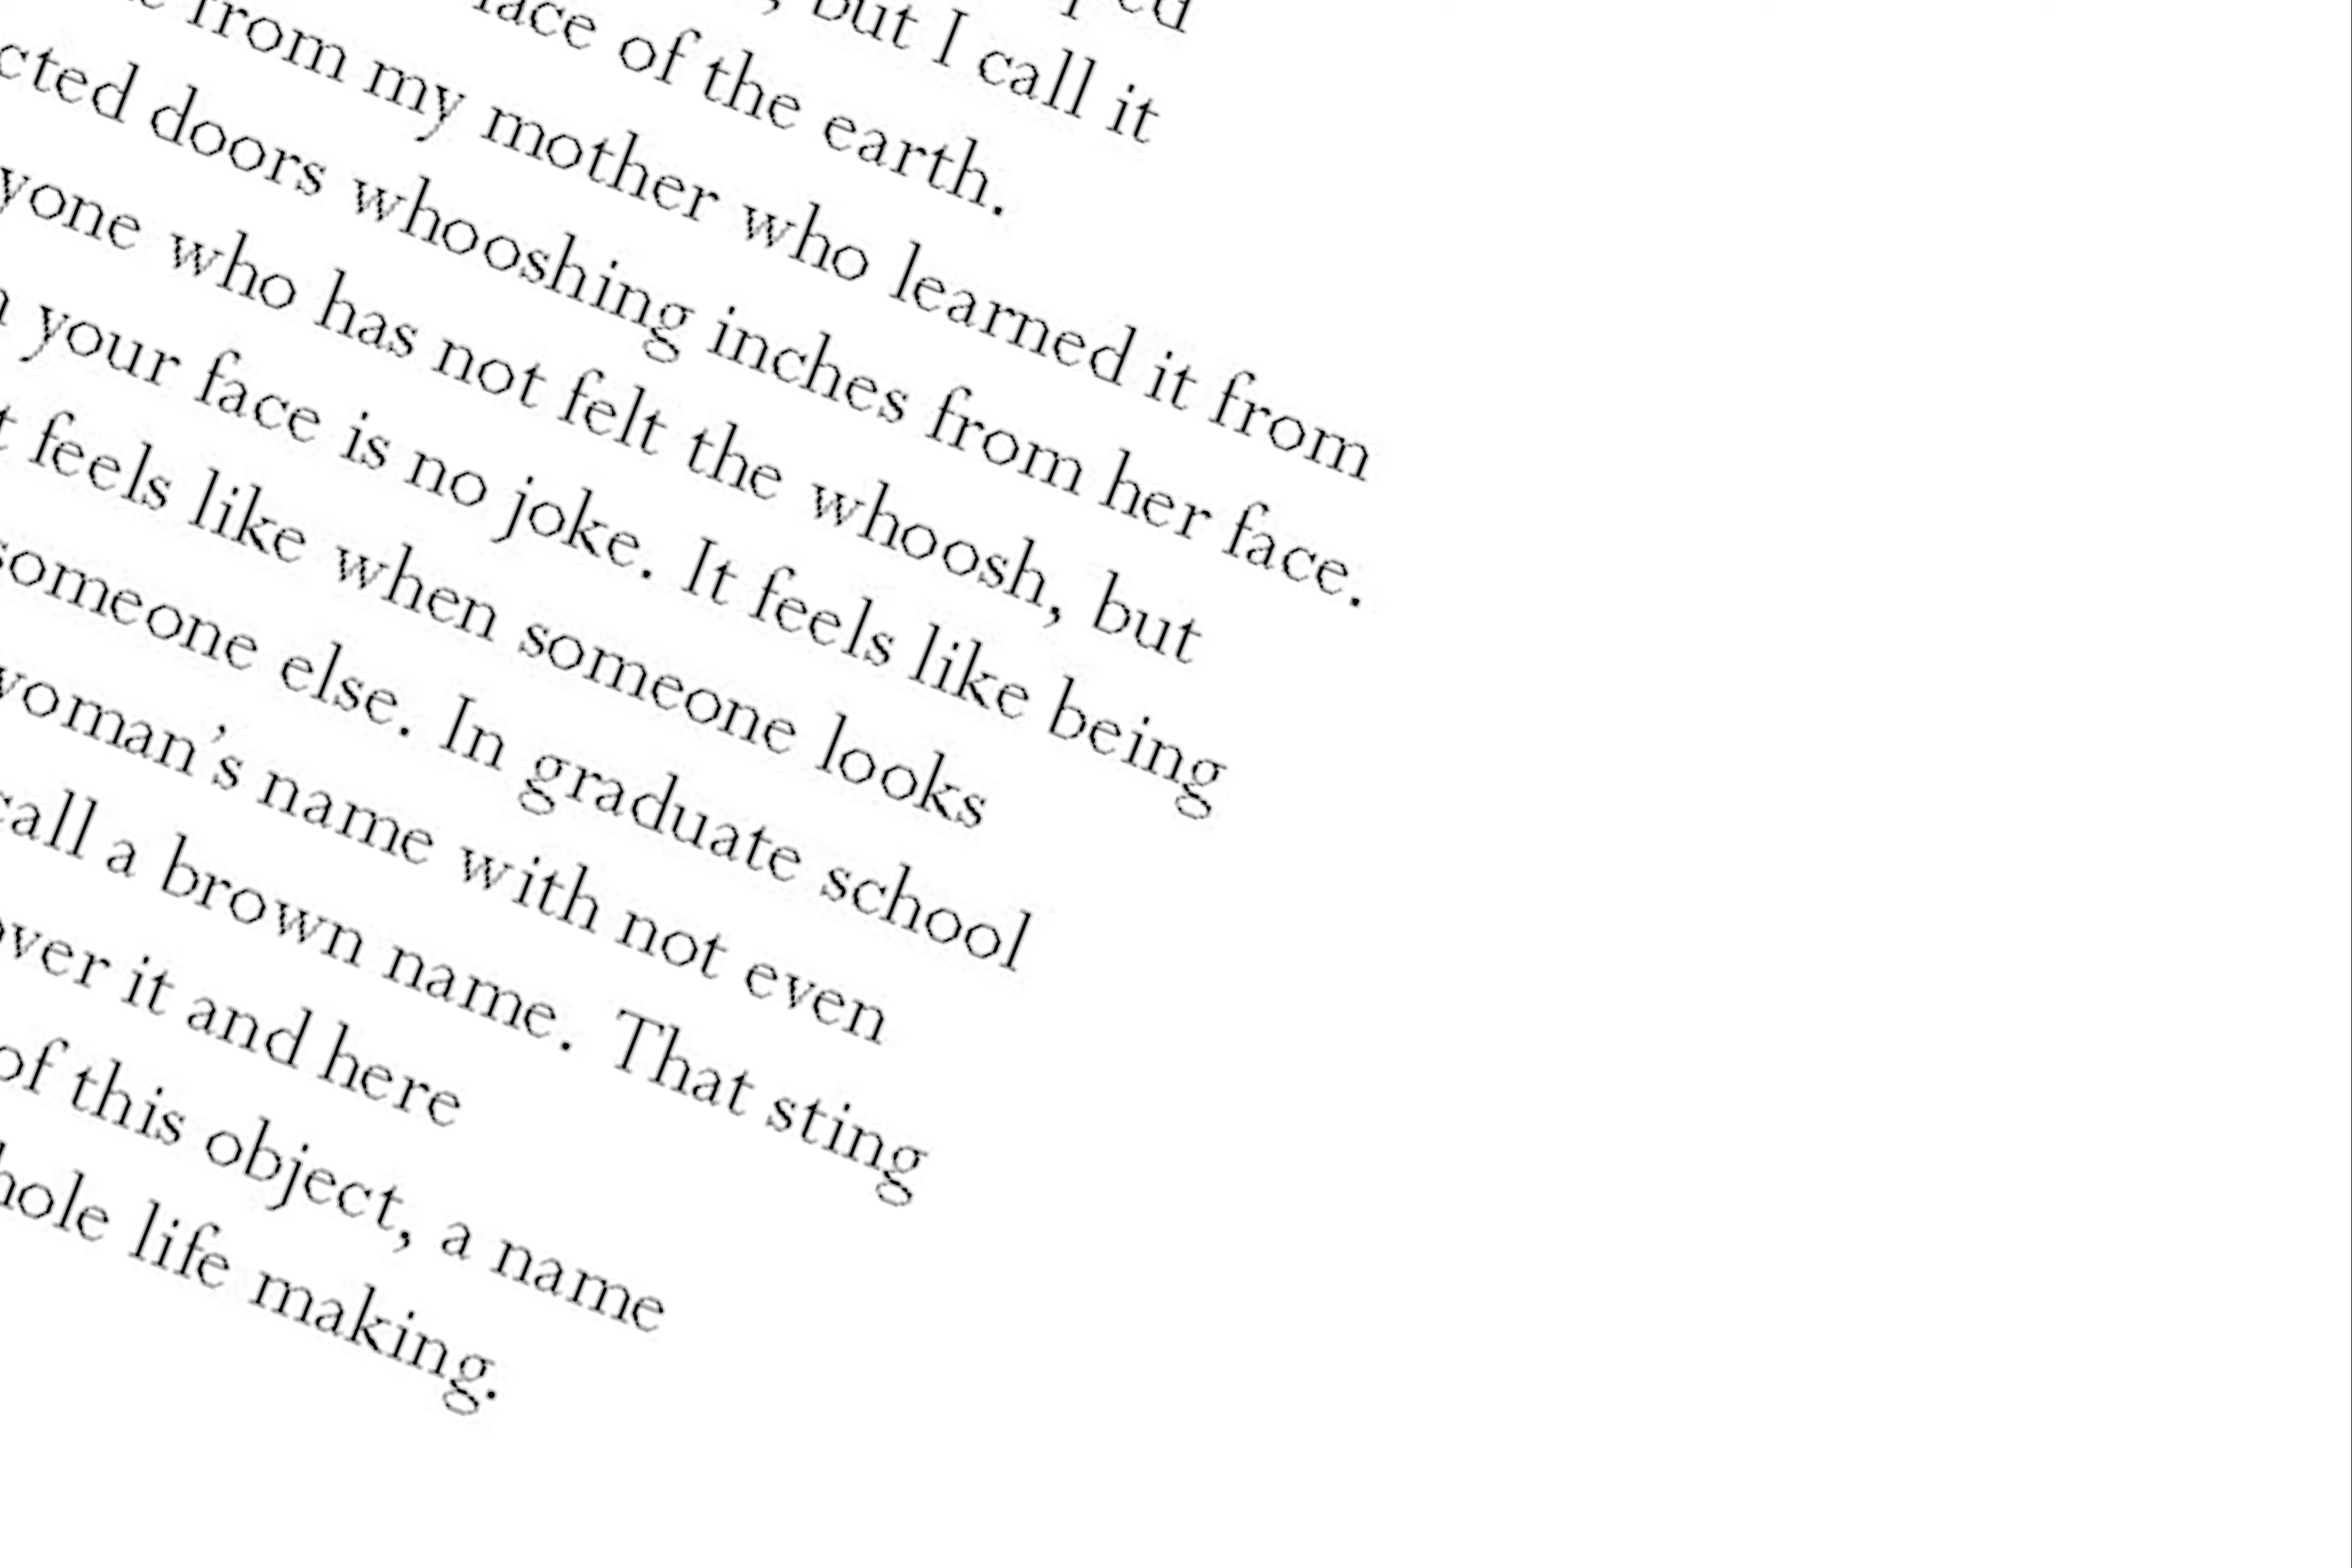 but I call it
face of the earth.
from my mother who learned it from
cted doors whooshing inches from her face.
yone who has not felt the whoosh, but
your face is no joke. It feels like being
t feels like when someone looks
someone else. In graduate school
woman’s name with not even
call a brown name. That sting
over it and here
of this object, a name
hole life making.